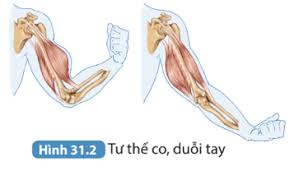 Hình 31.2 Tư thế co, duỗi tay